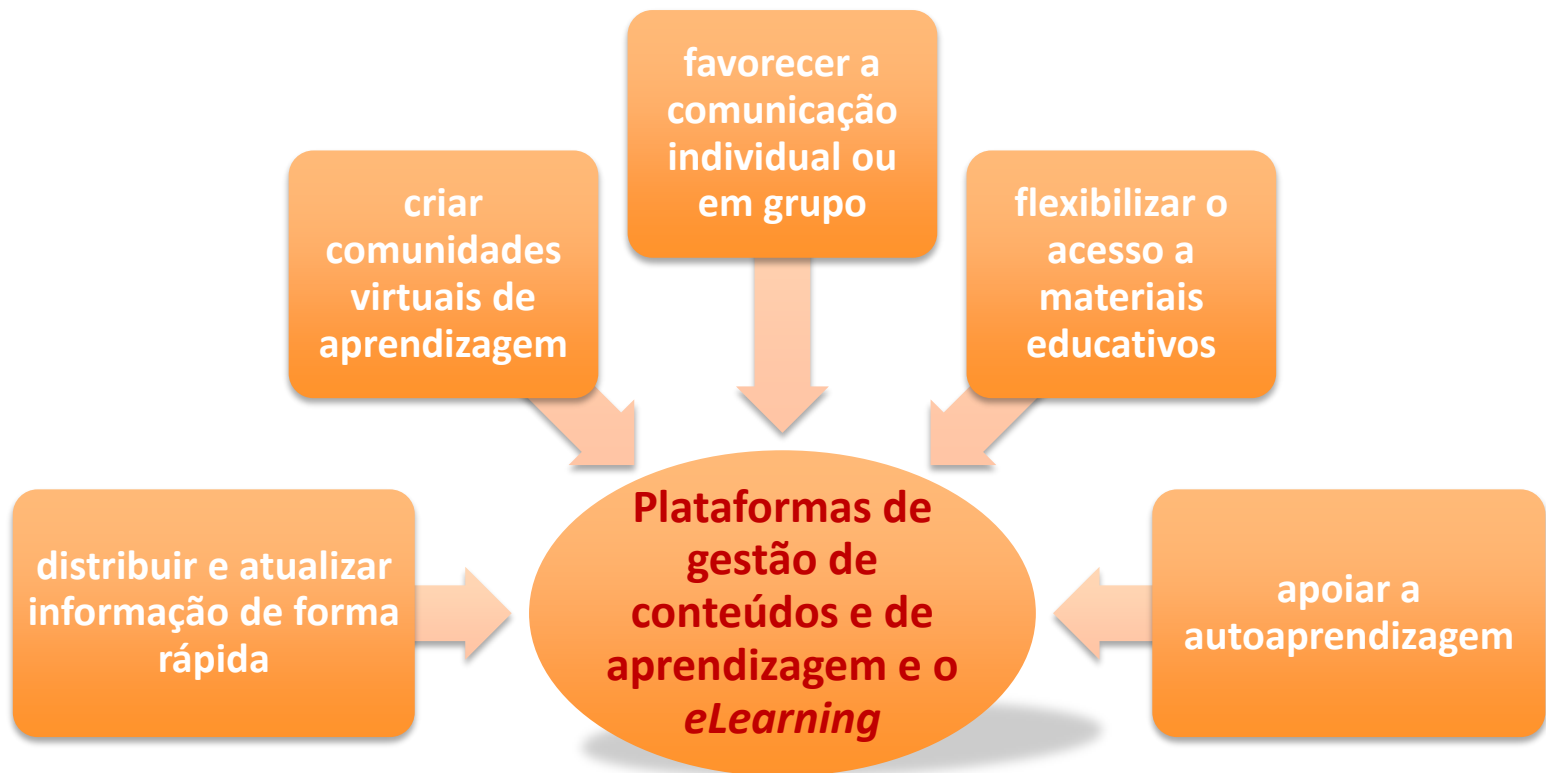 favorecer a
comunicação
individual ou
em grupo
criar
comunidades
virtuais de
aprendizagem
flexibilizar o
acesso a
materiais
educativos
distribuir e atualizar
informação de forma
rápida
Plataformas de
gestão de
conteúdos e de
aprendizagem e o
eLearning
apoiar a
autoaprendizagem